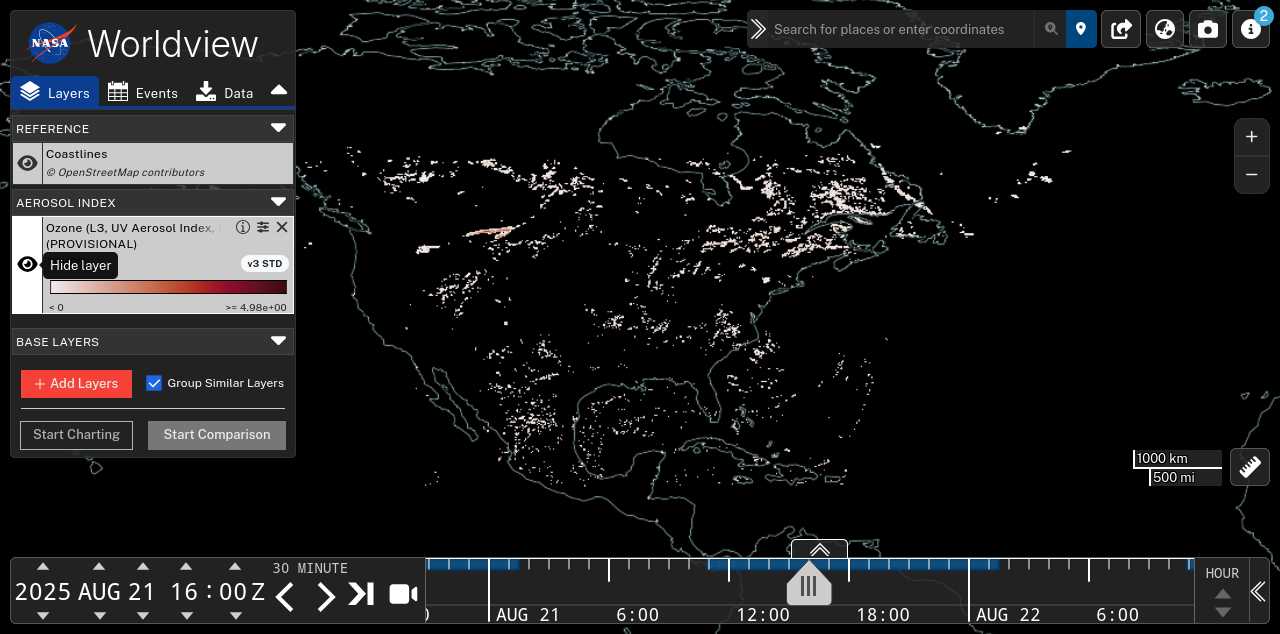 NASA
Worldview
Layers
Events
Data
REFERENCE
Coastlines
© OpenStreetMap contributors
AEROSOL INDEX
Ozone (L3, UV Aerosol Index,
(PROVISIONAL)
Hide layer
v3 STD
< 0
>= 4.98e+00
BASE LAYERS
+ Add Layers
Group Similar Layers
Start Charting
Start Comparison
Search for places or enter coordinates
2
+
−
1000 km
500 mi
2025 AUG 21 16 : 00 Z
30 MINUTE
AUG 21
6:00
12:00
18:00
AUG 22
6:00
HOUR